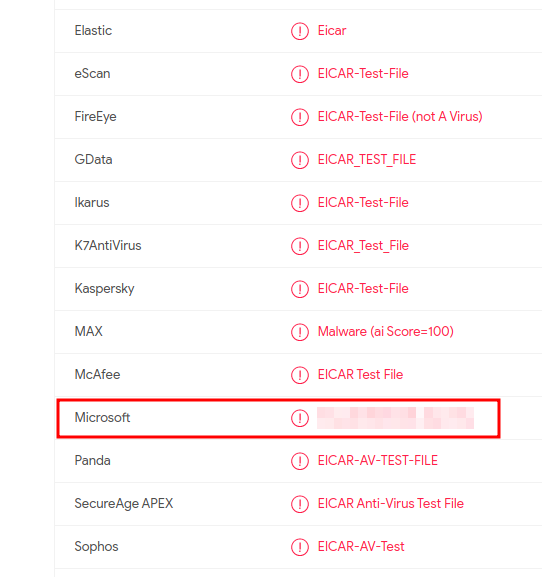 Elastic Eicar
eScan EICAR-Test-File
FireEye EICAR-Test-File (not A Virus)
GData EICAR_TEST_FILE
Ikarus EICAR-Test-File
K7AntiVirus EICAR_Test_File
Kaspersky EICAR-Test-File
MAX Malware (ai Score=100)
McAfee EICAR Test File
Microsoft
Panda EICAR-AV-TEST-FILE
SecureAge APEX EICAR Anti-Virus Test File
Sophos EICAR-AV-Test